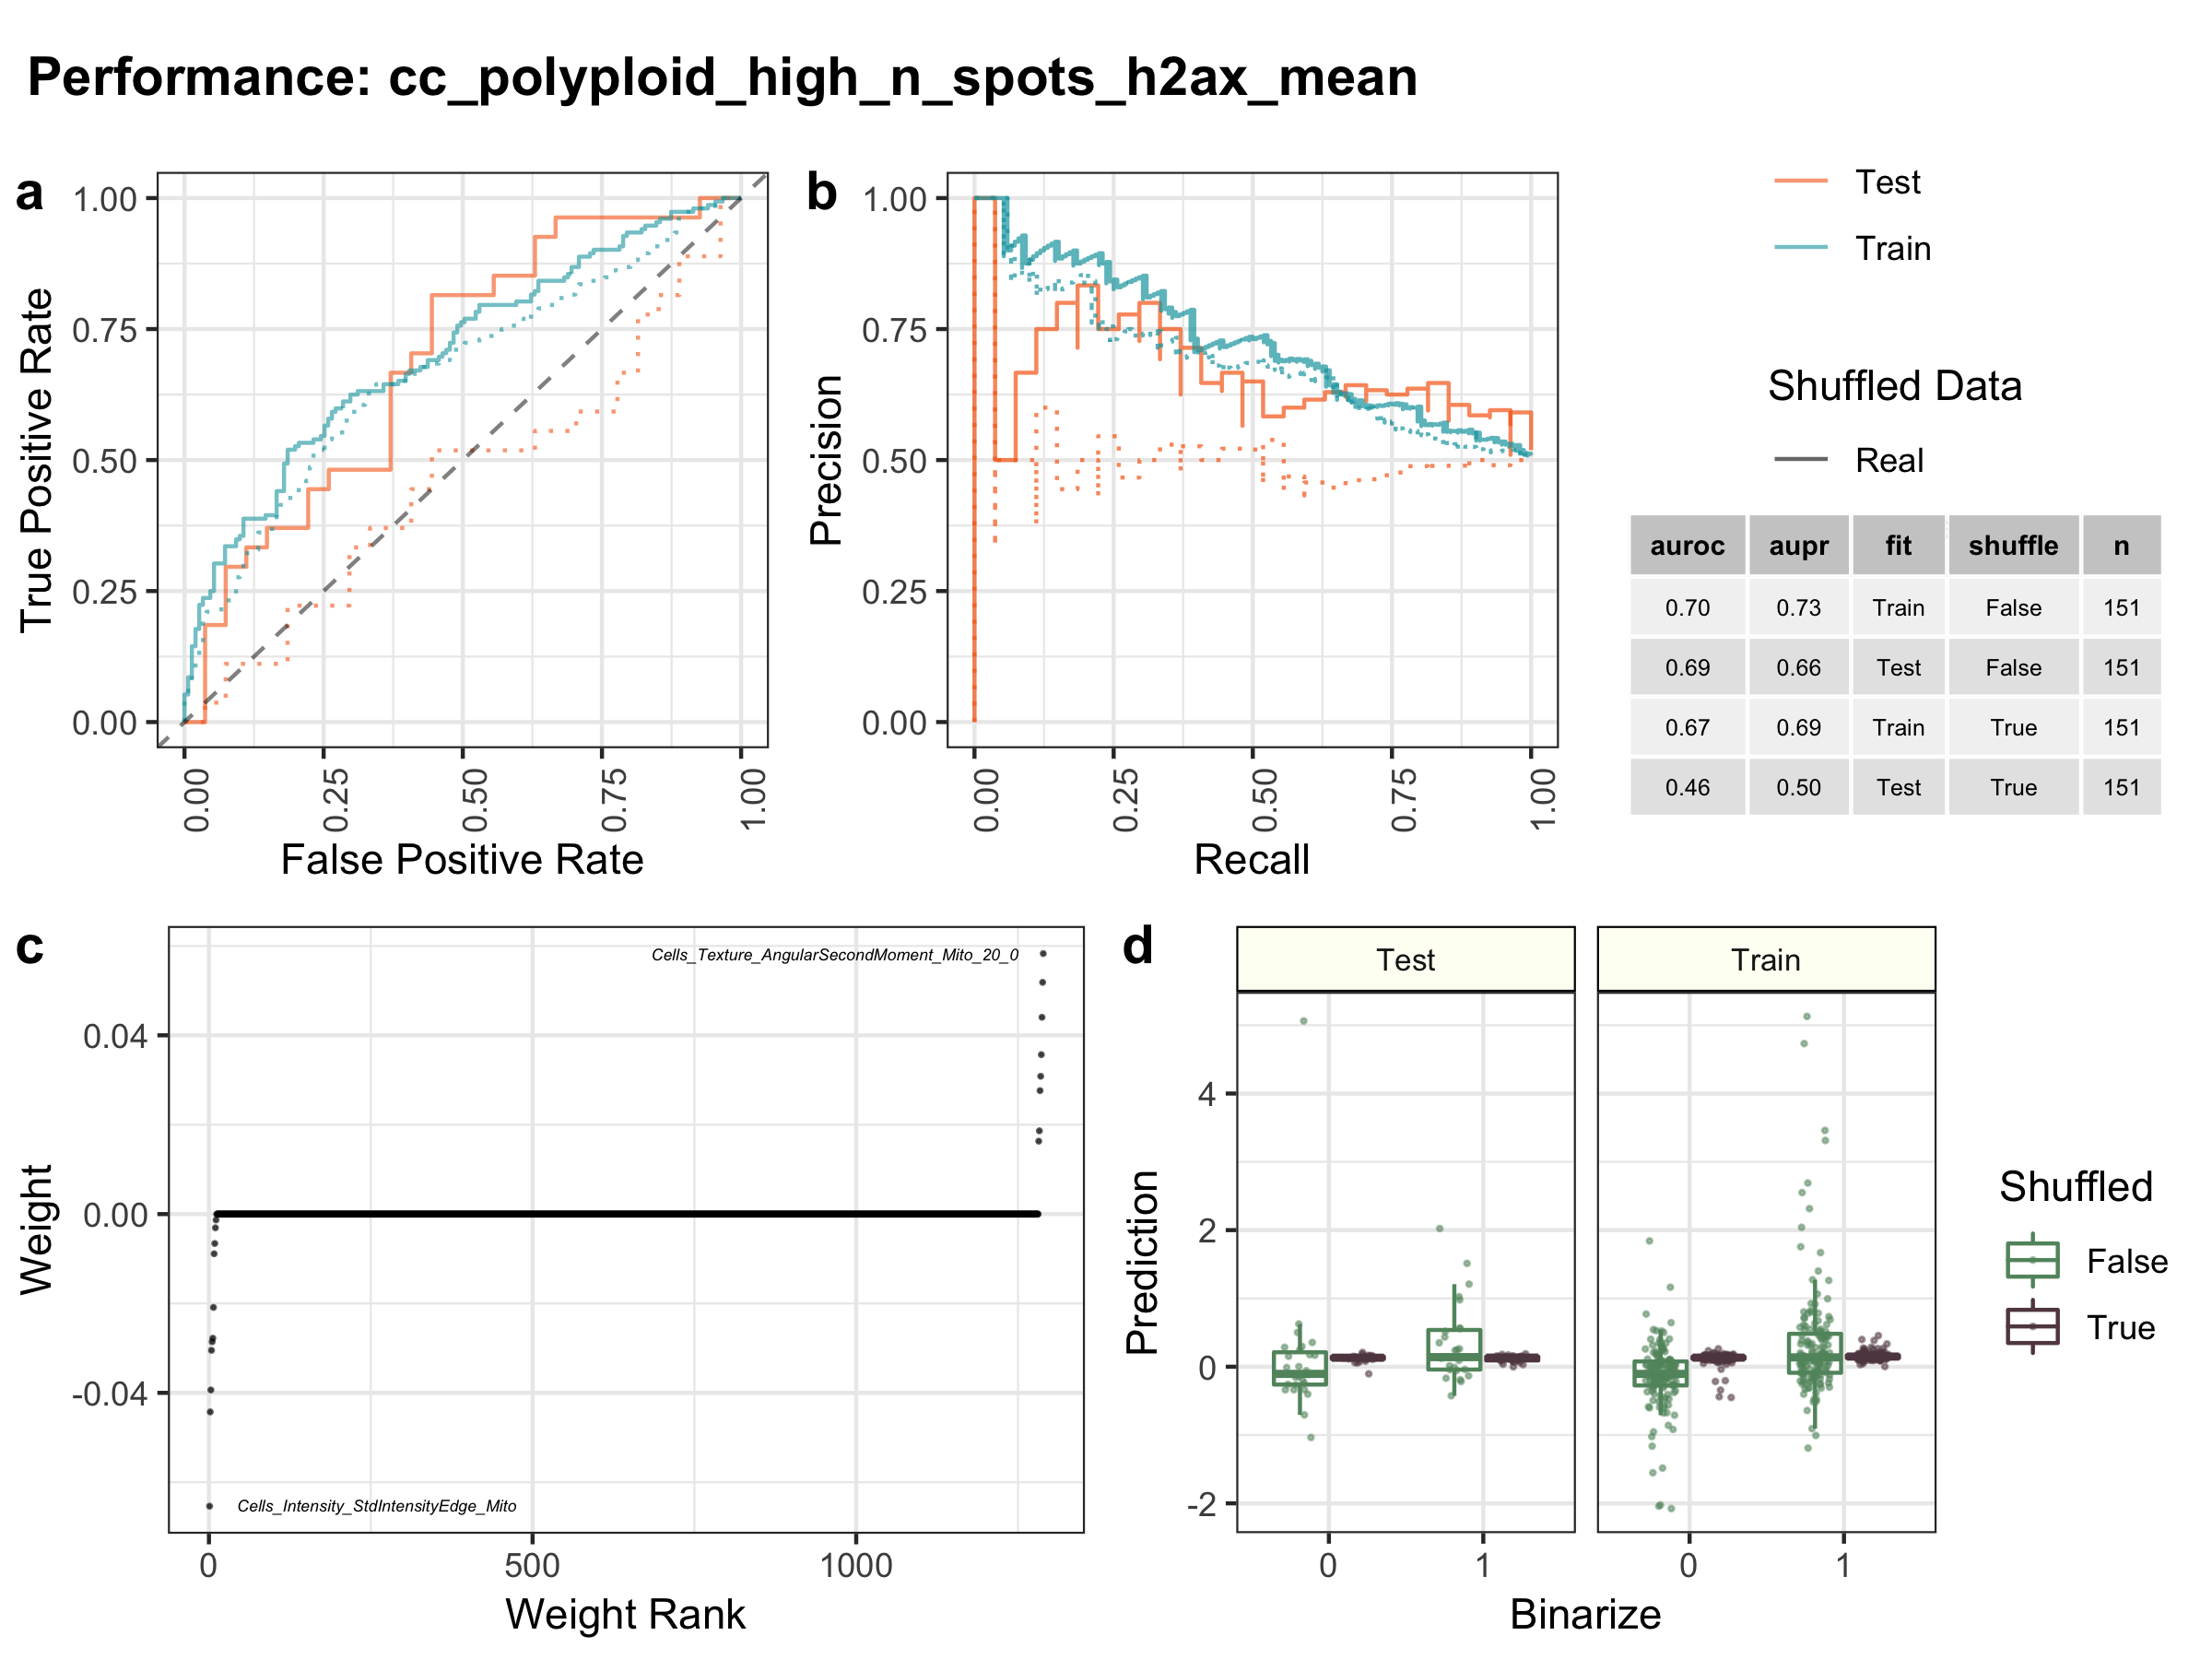 Performance: cc_polyploid_high_n_spots_h2ax_mean
a
1.00
0.75
0.50
0.25
0.00
True Positive Rate
0.00
0.25
0.50
0.75
1.00
False Positive Rate
b
1.00
0.75
0.50
0.25
0.00
Precision
0.00
0.25
0.50
0.75
1.00
Recall
Test
Train
Shuffled Data
Real
auroc aupr fit shuffle n
0.70 0.73 Train False 151
0.69 0.66 Test False 151
0.67 0.69 Train True 151
0.46 0.50 Test True 151
c
Cells_Texture_AngularSecondMoment_Mito_20_0
0.04
0.00
-0.04
Weight
Cells_Intensity_StdIntensityEdge_Mito
0 500 1000
Weight Rank
d
Test Train
4
2
0
-2
Prediction
0 1 0 1
Binarize
Shuffled
False
True